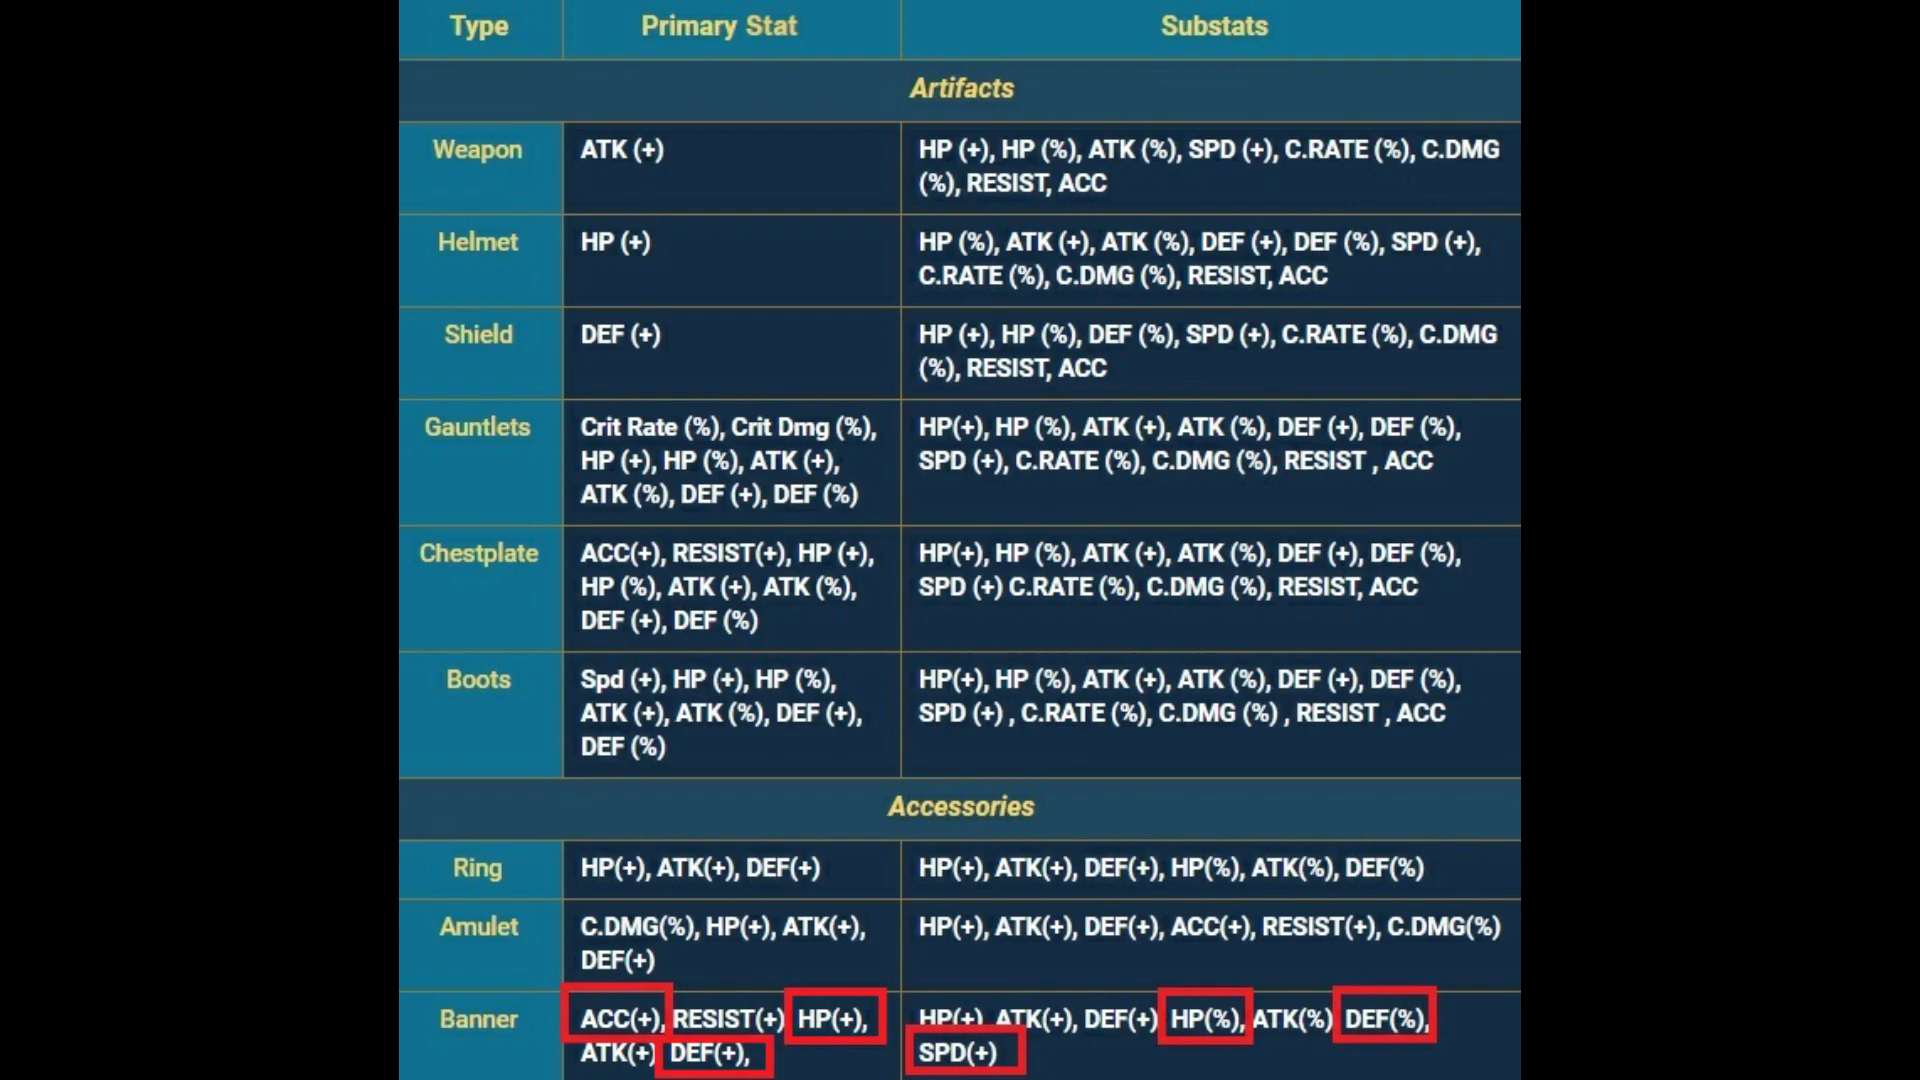 Type Primary Stat Substats
Artifacts
Weapon ATK (+) HP (+), HP (%), ATK (%), SPD (+), C.RATE (%), C.DMG
(%), RESIST, ACC
Helmet HP (+) HP (%), ATK (+), ATK (%), DEF (+), DEF (%), SPD (+),
C.RATE (%), C.DMG (%), RESIST, ACC
Shield DEF (+) HP (+), HP (%), DEF (%), SPD (+), C.RATE (%), C.DMG
(%), RESIST, ACC
Gauntlets Crit Rate (%), Crit Dmg (%), HP(+), HP (%), ATK (+), ATK (%), DEF (+), DEF (%),
HP (+), HP (%), ATK (+), SPD (+), C.RATE (%), C.DMG (%), RESIST , ACC
ATK (%), DEF (+), DEF (%)
Chestplate ACC(+), RESIST(+), HP (+), HP(+), HP (%), ATK (+), ATK (%), DEF (+), DEF (%),
HP (%), ATK (+), ATK (%), SPD (+) C.RATE (%), C.DMG (%), RESIST, ACC
DEF (+), DEF (%)
Boots Spd (+), HP (+), HP (%), HP(+), HP (%), ATK (+), ATK (%), DEF (+), DEF (%),
ATK (+), ATK (%), DEF (+), SPD (+) , C.RATE (%), C.DMG (%) , RESIST , ACC
DEF (%)
Accessories
Ring HP(+), ATK(+), DEF(+) HP(+), ATK(+), DEF(+), HP(%), ATK(%), DEF(%)
Amulet C.DMG(%), HP(+), ATK(+), HP(+), ATK(+), DEF(+), ACC(+), RESIST(+), C.DMG(%)
DEF(+)
Banner ACC(+), RESIST(+) HP(+), HP(+), ATK(+), DEF(+) HP(%), ATK(%) DEF(%),
ATK(+) DEF(+), SPD(+)